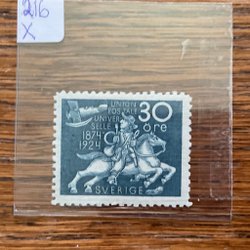 216
X
UNION
POSTALE
UNIVER
SELLE
1874
1924
30
öre
SVERIGE